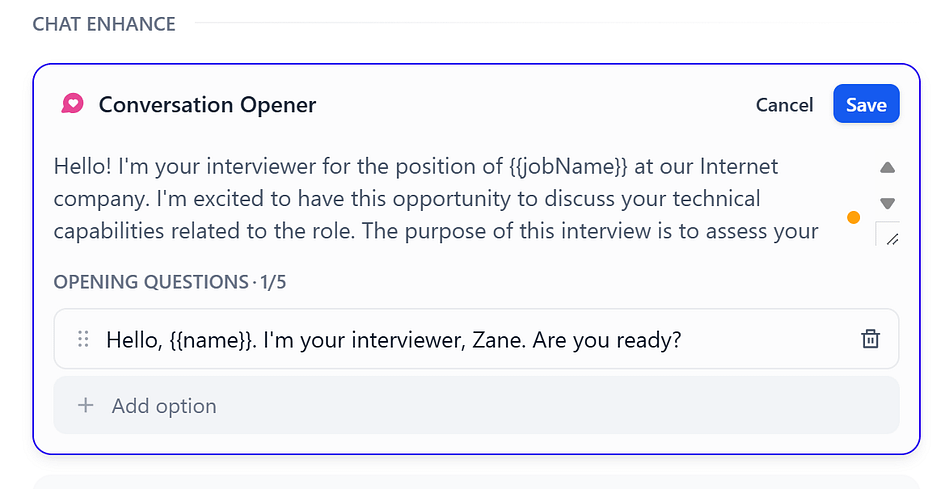 CHAT ENHANCE
Conversation Opener
Cancel
Save
Hello! I'm your interviewer for the position of {{jobName}} at our Internet
company. I'm excited to have this opportunity to discuss your technical
capabilities related to the role. The purpose of this interview is to assess your
OPENING QUESTIONS · 1/5
Hello, {{name}}. I'm your interviewer, Zane. Are you ready?
+ Add option